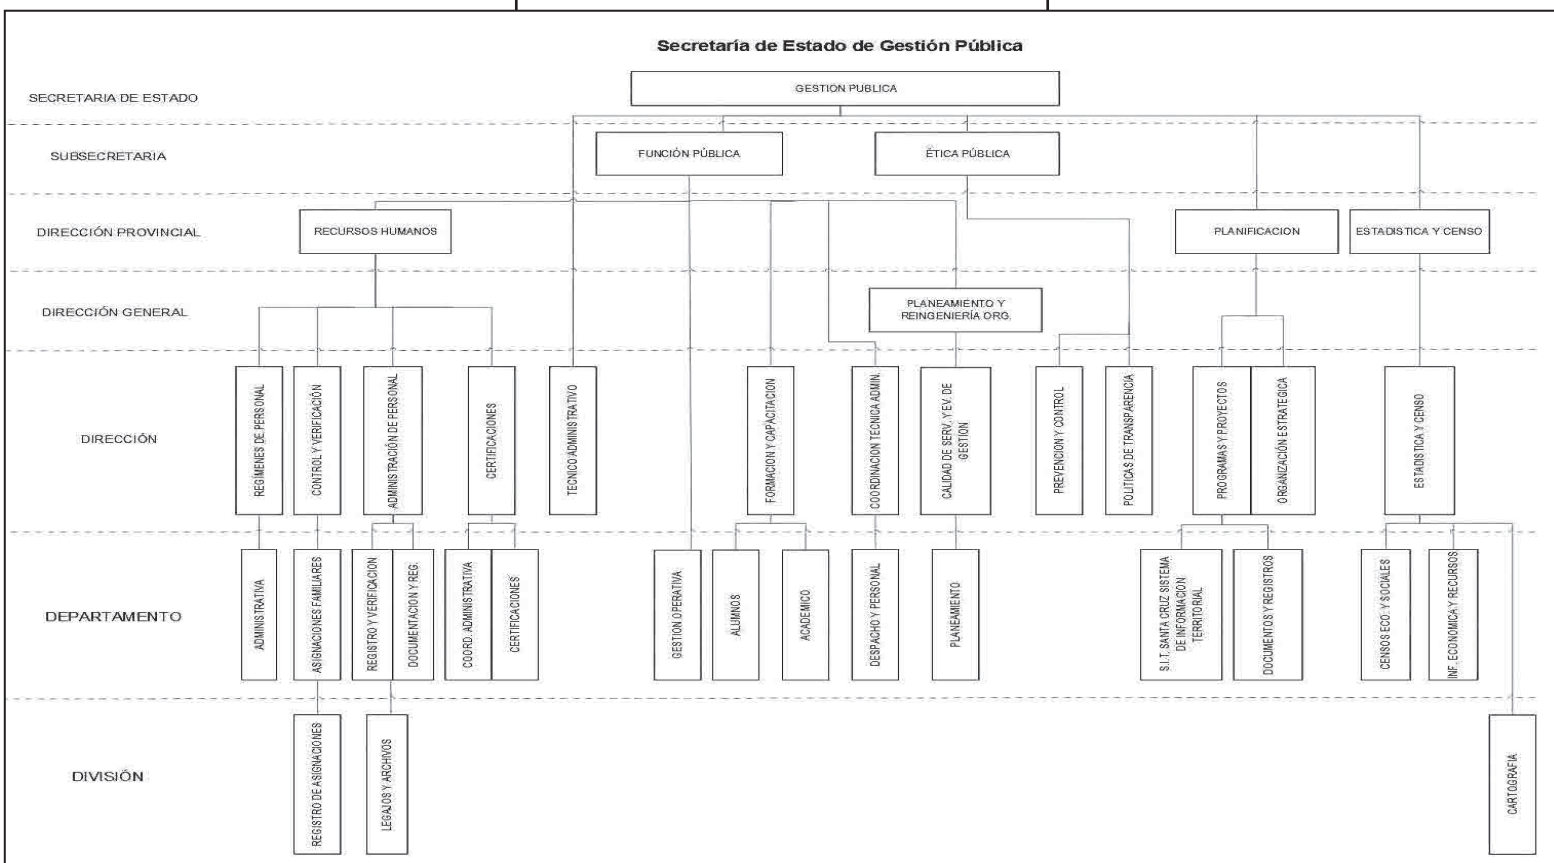 Secretaría de Estado de Gestión Pública
SECRETARIA DE ESTADO
GESTION PUBLICA
SUBSECRETARIA
FUNCIÓN PÚBLICA
ÉTICA PÚBLICA
DIRECCIÓN PROVINCIAL
RECURSOS HUMANOS
PLANIFICACION
ESTADISTICA Y CENSO
DIRECCIÓN GENERAL
PLANEAMIENTO Y
REINGENIERÍA ORG.
DIRECCIÓN
REGÍMENES DE PERSONAL
CONTROL Y VERIFICACIÓN
ADMINISTRACIÓN DE PERSONAL
CERTIFICACIONES
TECNICO ADMINISTRATIVO
FORMACION Y CAPACITACION
COORDINACION TECNICA ADMIN.
CALIDAD DE SERV. Y EV. DE
GESTION
PREVENCION Y CONTROL
POLITICAS DE TRANSPARENCIA
PROGRAMAS Y PROYECTOS
ORGANIZACIÓN ESTRATEGICA
ESTADISTICA Y CENSO
DEPARTAMENTO
ADMINISTRATIVA
ASIGNACIONES FAMILIARES
REGISTRO Y VERIFICACION
DOCUMENTACION Y REG.
COORD. ADMINISTRATIVA
CERTIFICACIONES
GESTION OPERATIVA
ALUMNOS
ACADEMICO
DESPACHO Y PERSONAL
PLANEAMIENTO
S.I.T. SANTA CRUZ SISTEMA
DE INFORMACION
TERRITORIAL
DOCUMENTOS Y REGISTROS
CENSOS ECO. Y SOCIALES
INF. ECONOMICA Y RECURSOS
DIVISIÓN
REGISTRO DE ASIGNACIONES
LEGAJOS Y ARCHIVOS
CARTOGRAFIA